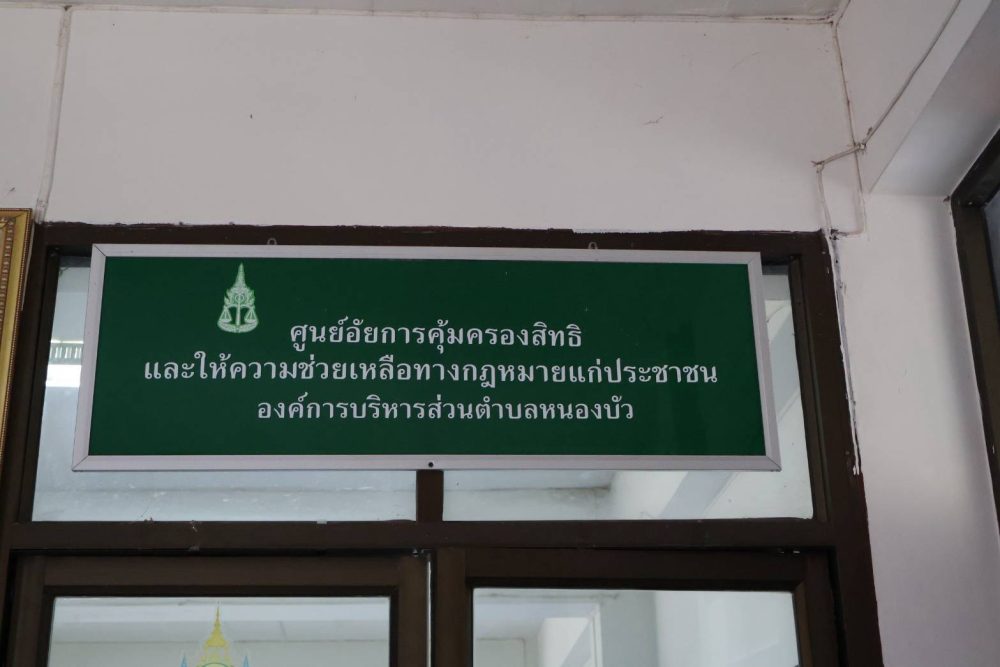 ศูนย์อัยการคุ้มครองสิทธิ
และให้ความช่วยเหลือทางกฎหมายแก่ประชาชน
องค์การบริหารส่วนตำบลหนองบัว